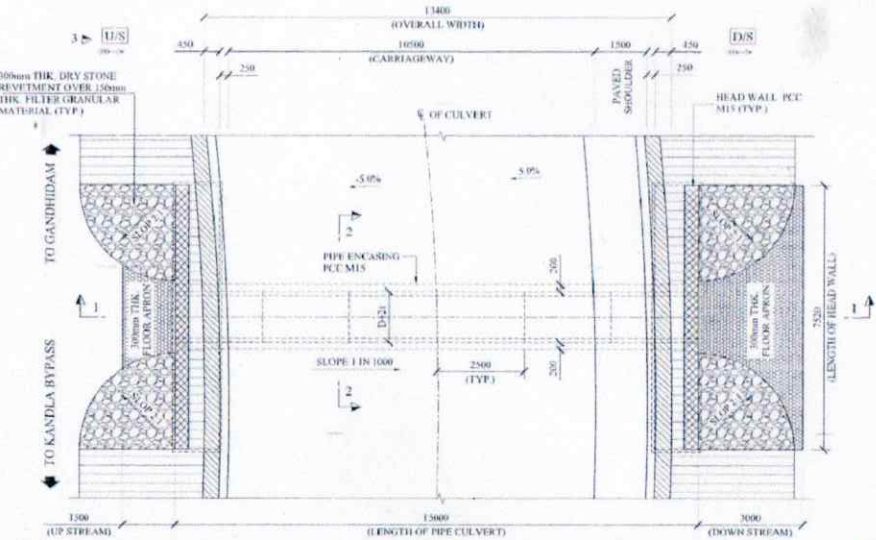 13400
(OVERALL WIDTH)
3 U/S
D/S
450
10500
(CARRIAGEWAY)
1500
450
250
250
PAVED
SHOULDER
300mm THK. DRY STONE
REVETMENT OVER 150mm
THK. FILTER GRANULAR
MATERIAL (TYP.)
HEAD WALL PCC
M15 (TYP.)
℄ OF CULVERT
TO GANDHIDAM
-5.0%
5.0%
2
PIPE ENCASING
PCC M15
200
1
300mm THK
FLOOR APRON
D+2t
300mm THK
FLOOR APRON
1
7520
(LENGTH OF HEAD WALL)
SLOPE 1 IN 1000
2500
(TYP.)
200
2
TO KANDLA BYPASS
1500
(UP STREAM)
15000
(LENGTH OF PIPE CULVERT)
3000
(DOWN STREAM)